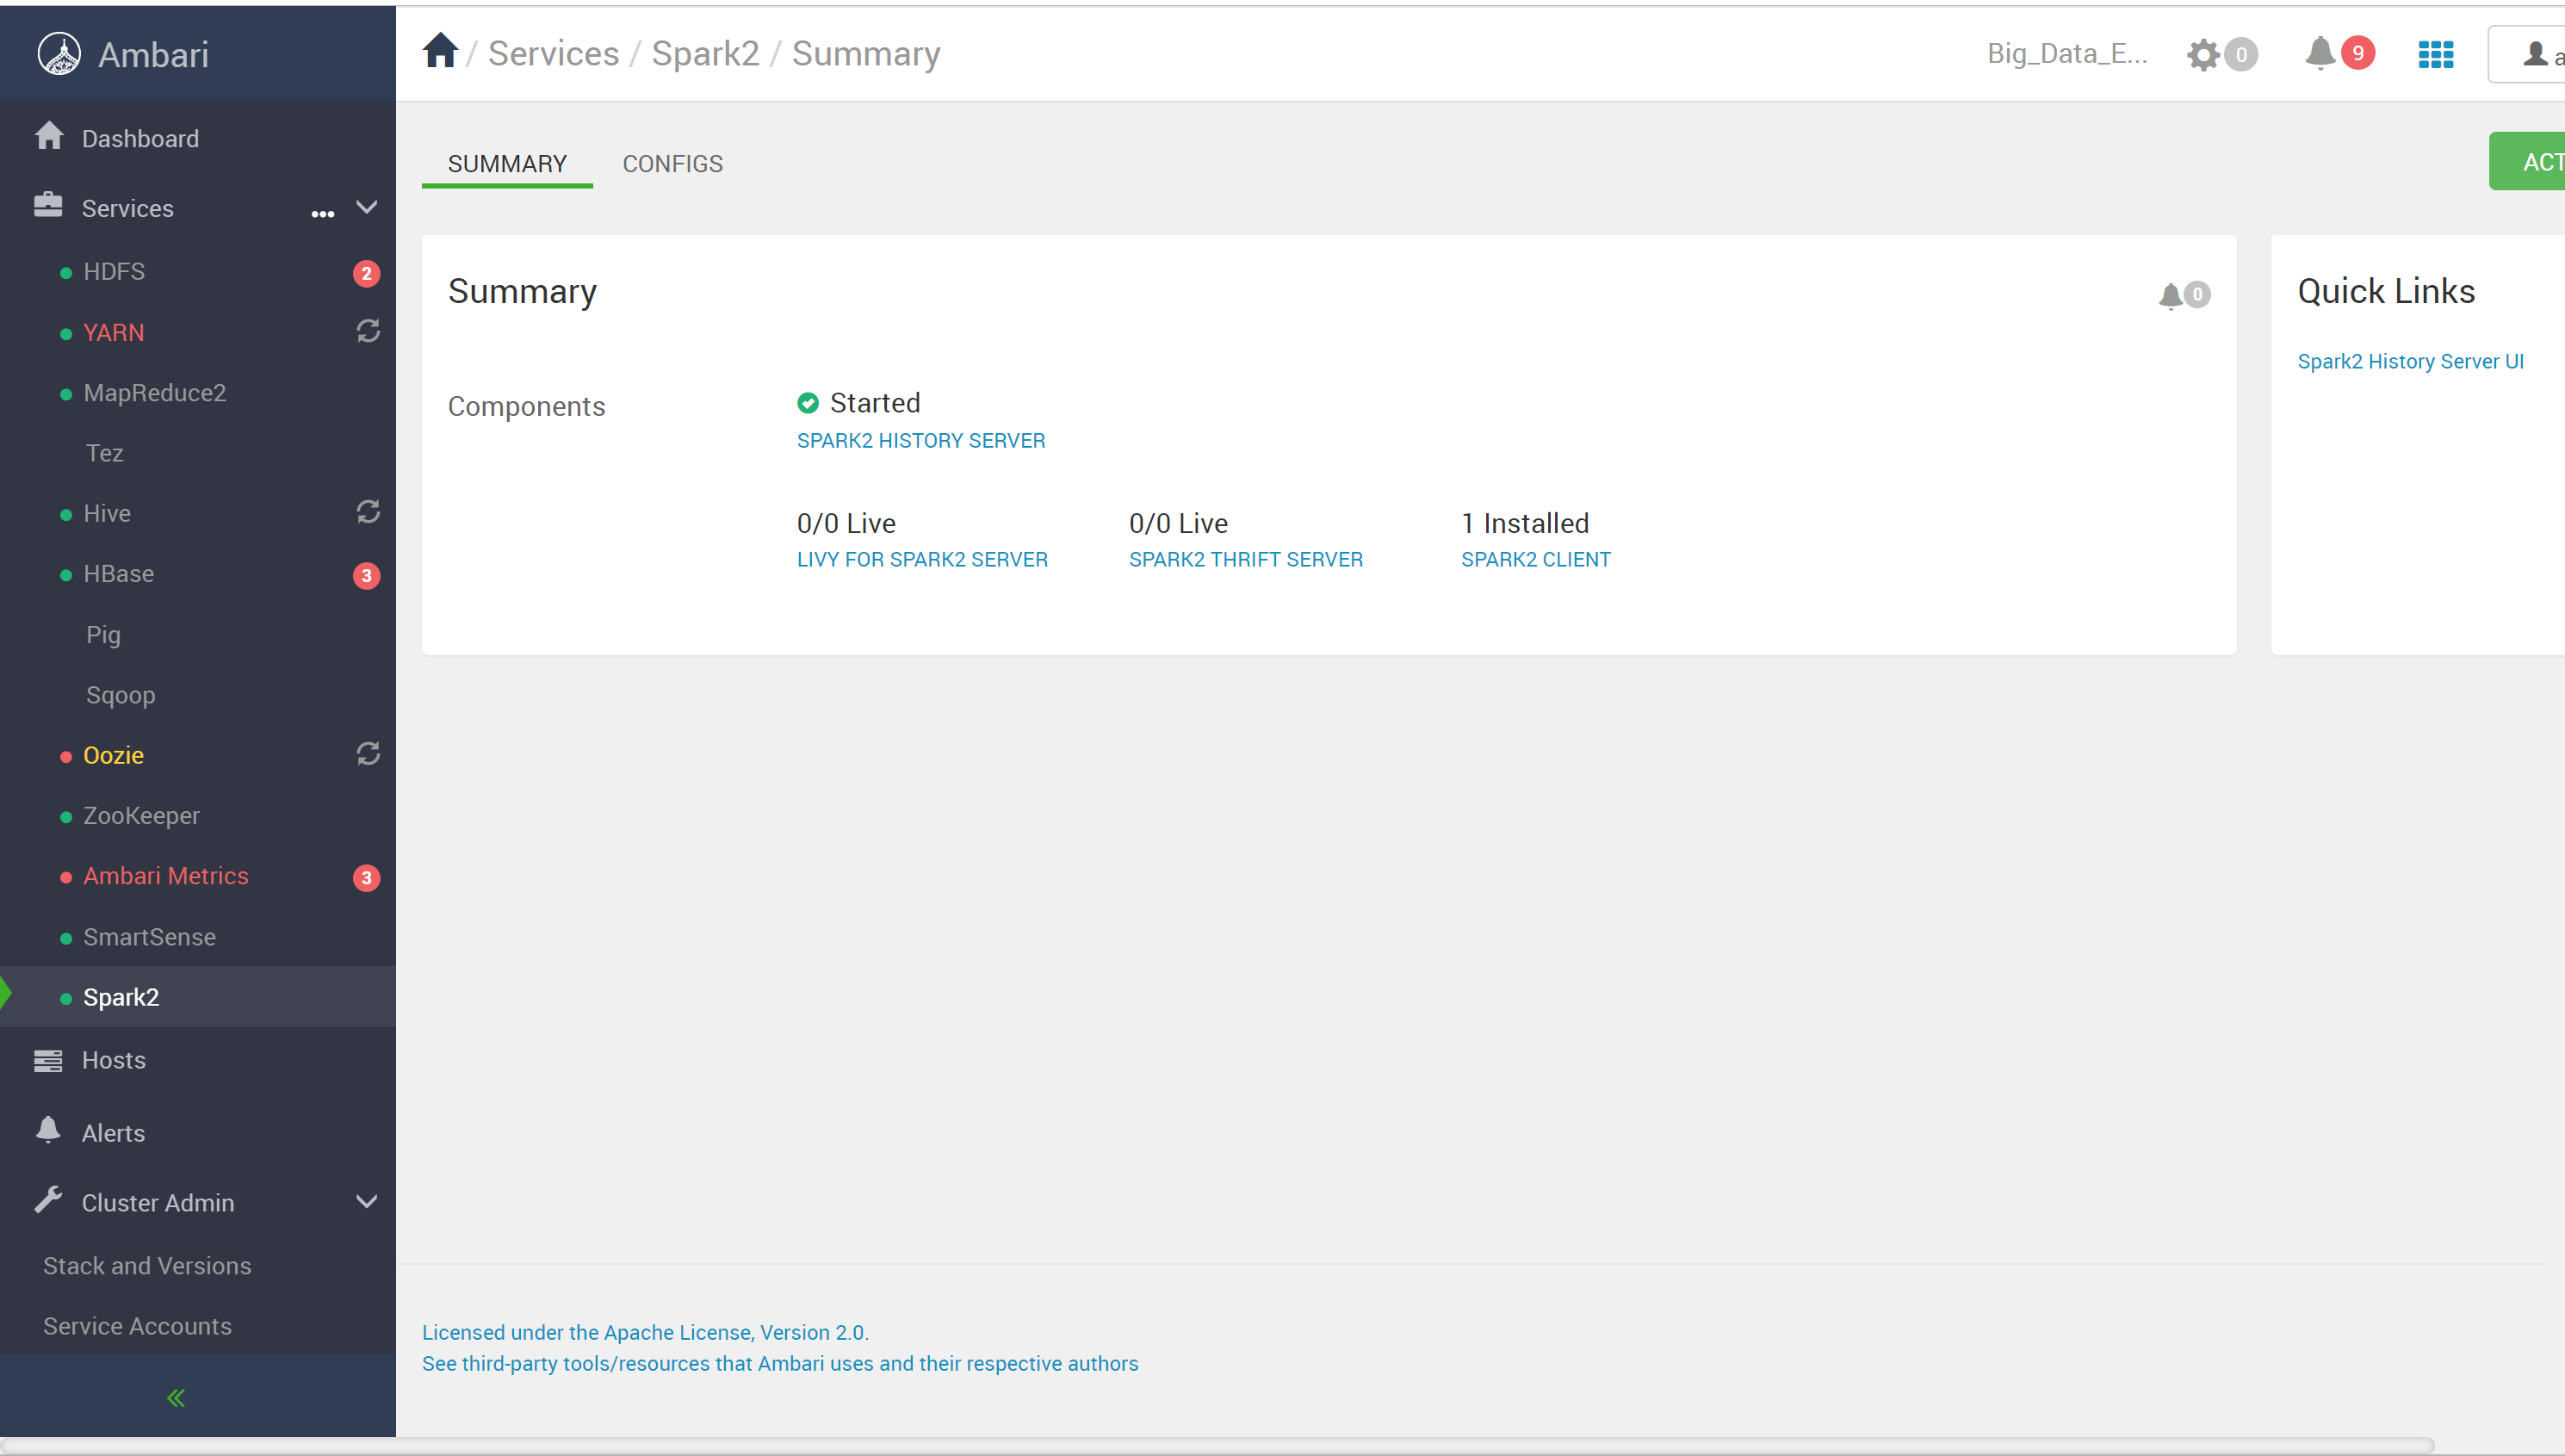 Ambari
/ Services / Spark2 / Summary
Big_Data_E... 0 9 a
Dashboard
Services ...
HDFS 2
YARN
MapReduce2
Tez
Hive
HBase 3
Pig
Sqoop
Oozie
ZooKeeper
Ambari Metrics 3
SmartSense
Spark2
Hosts
Alerts
Cluster Admin
Stack and Versions
Service Accounts
SUMMARY CONFIGS
ACT
Summary 0
Components
Started
SPARK2 HISTORY SERVER
0/0 Live 0/0 Live 1 Installed
LIVY FOR SPARK2 SERVER SPARK2 THRIFT SERVER SPARK2 CLIENT
Quick Links
Spark2 History Server UI
Licensed under the Apache License, Version 2.0.
See third-party tools/resources that Ambari uses and their respective authors